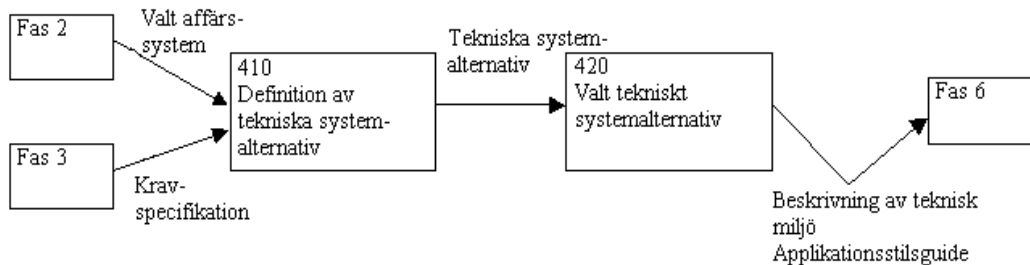 Fas 2
Valt affärs-
system
410
Definition av
tekniska system-
alternativ
Tekniska system-
alternativ
420
Valt tekniskt
systemalternativ
Fas 6
Fas 3
Krav-
specifikation
Beskrivning av teknisk
miljö
Applikationsstilsguide